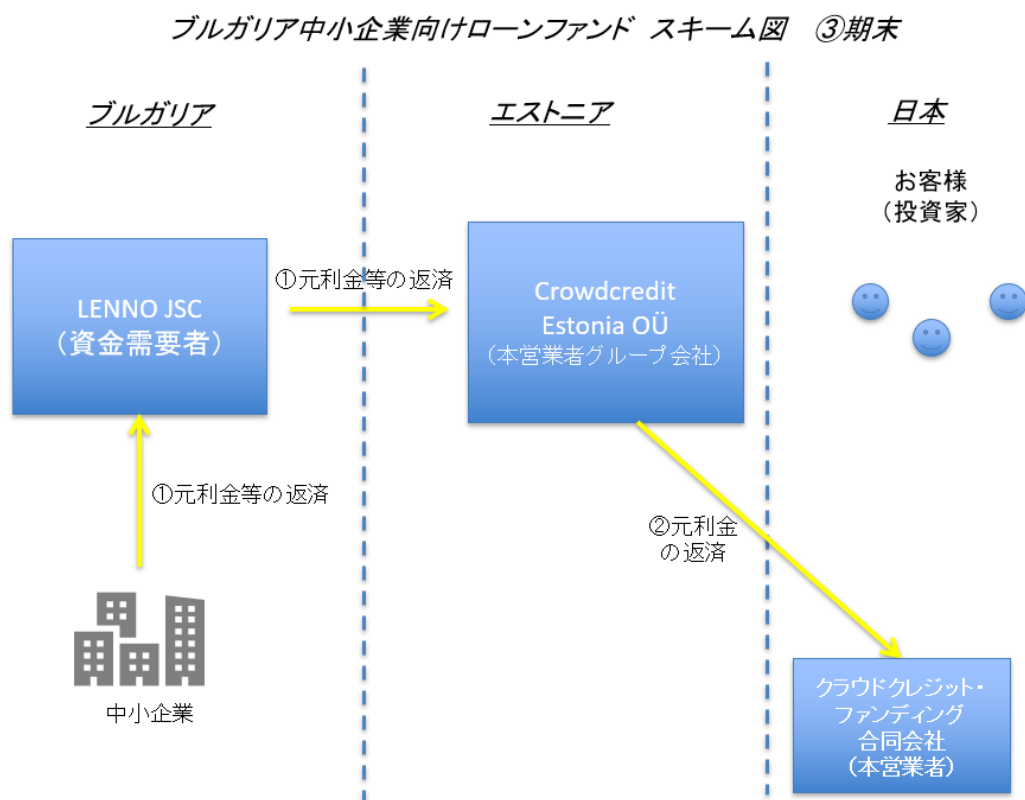 ブルガリア中小企業向けローンファンド スキーム図 ③期末
ブルガリア
エストニア
日本
お客様
(投資家)
LENNO JSC
(資金需要者)
①元利金等の返済
Crowdcredit
Estonia OÜ
(本営業者グループ会社)
①元利金等の返済
②元利金
の返済
中小企業
クラウドクレジット・
ファンディング
合同会社
(本営業者)